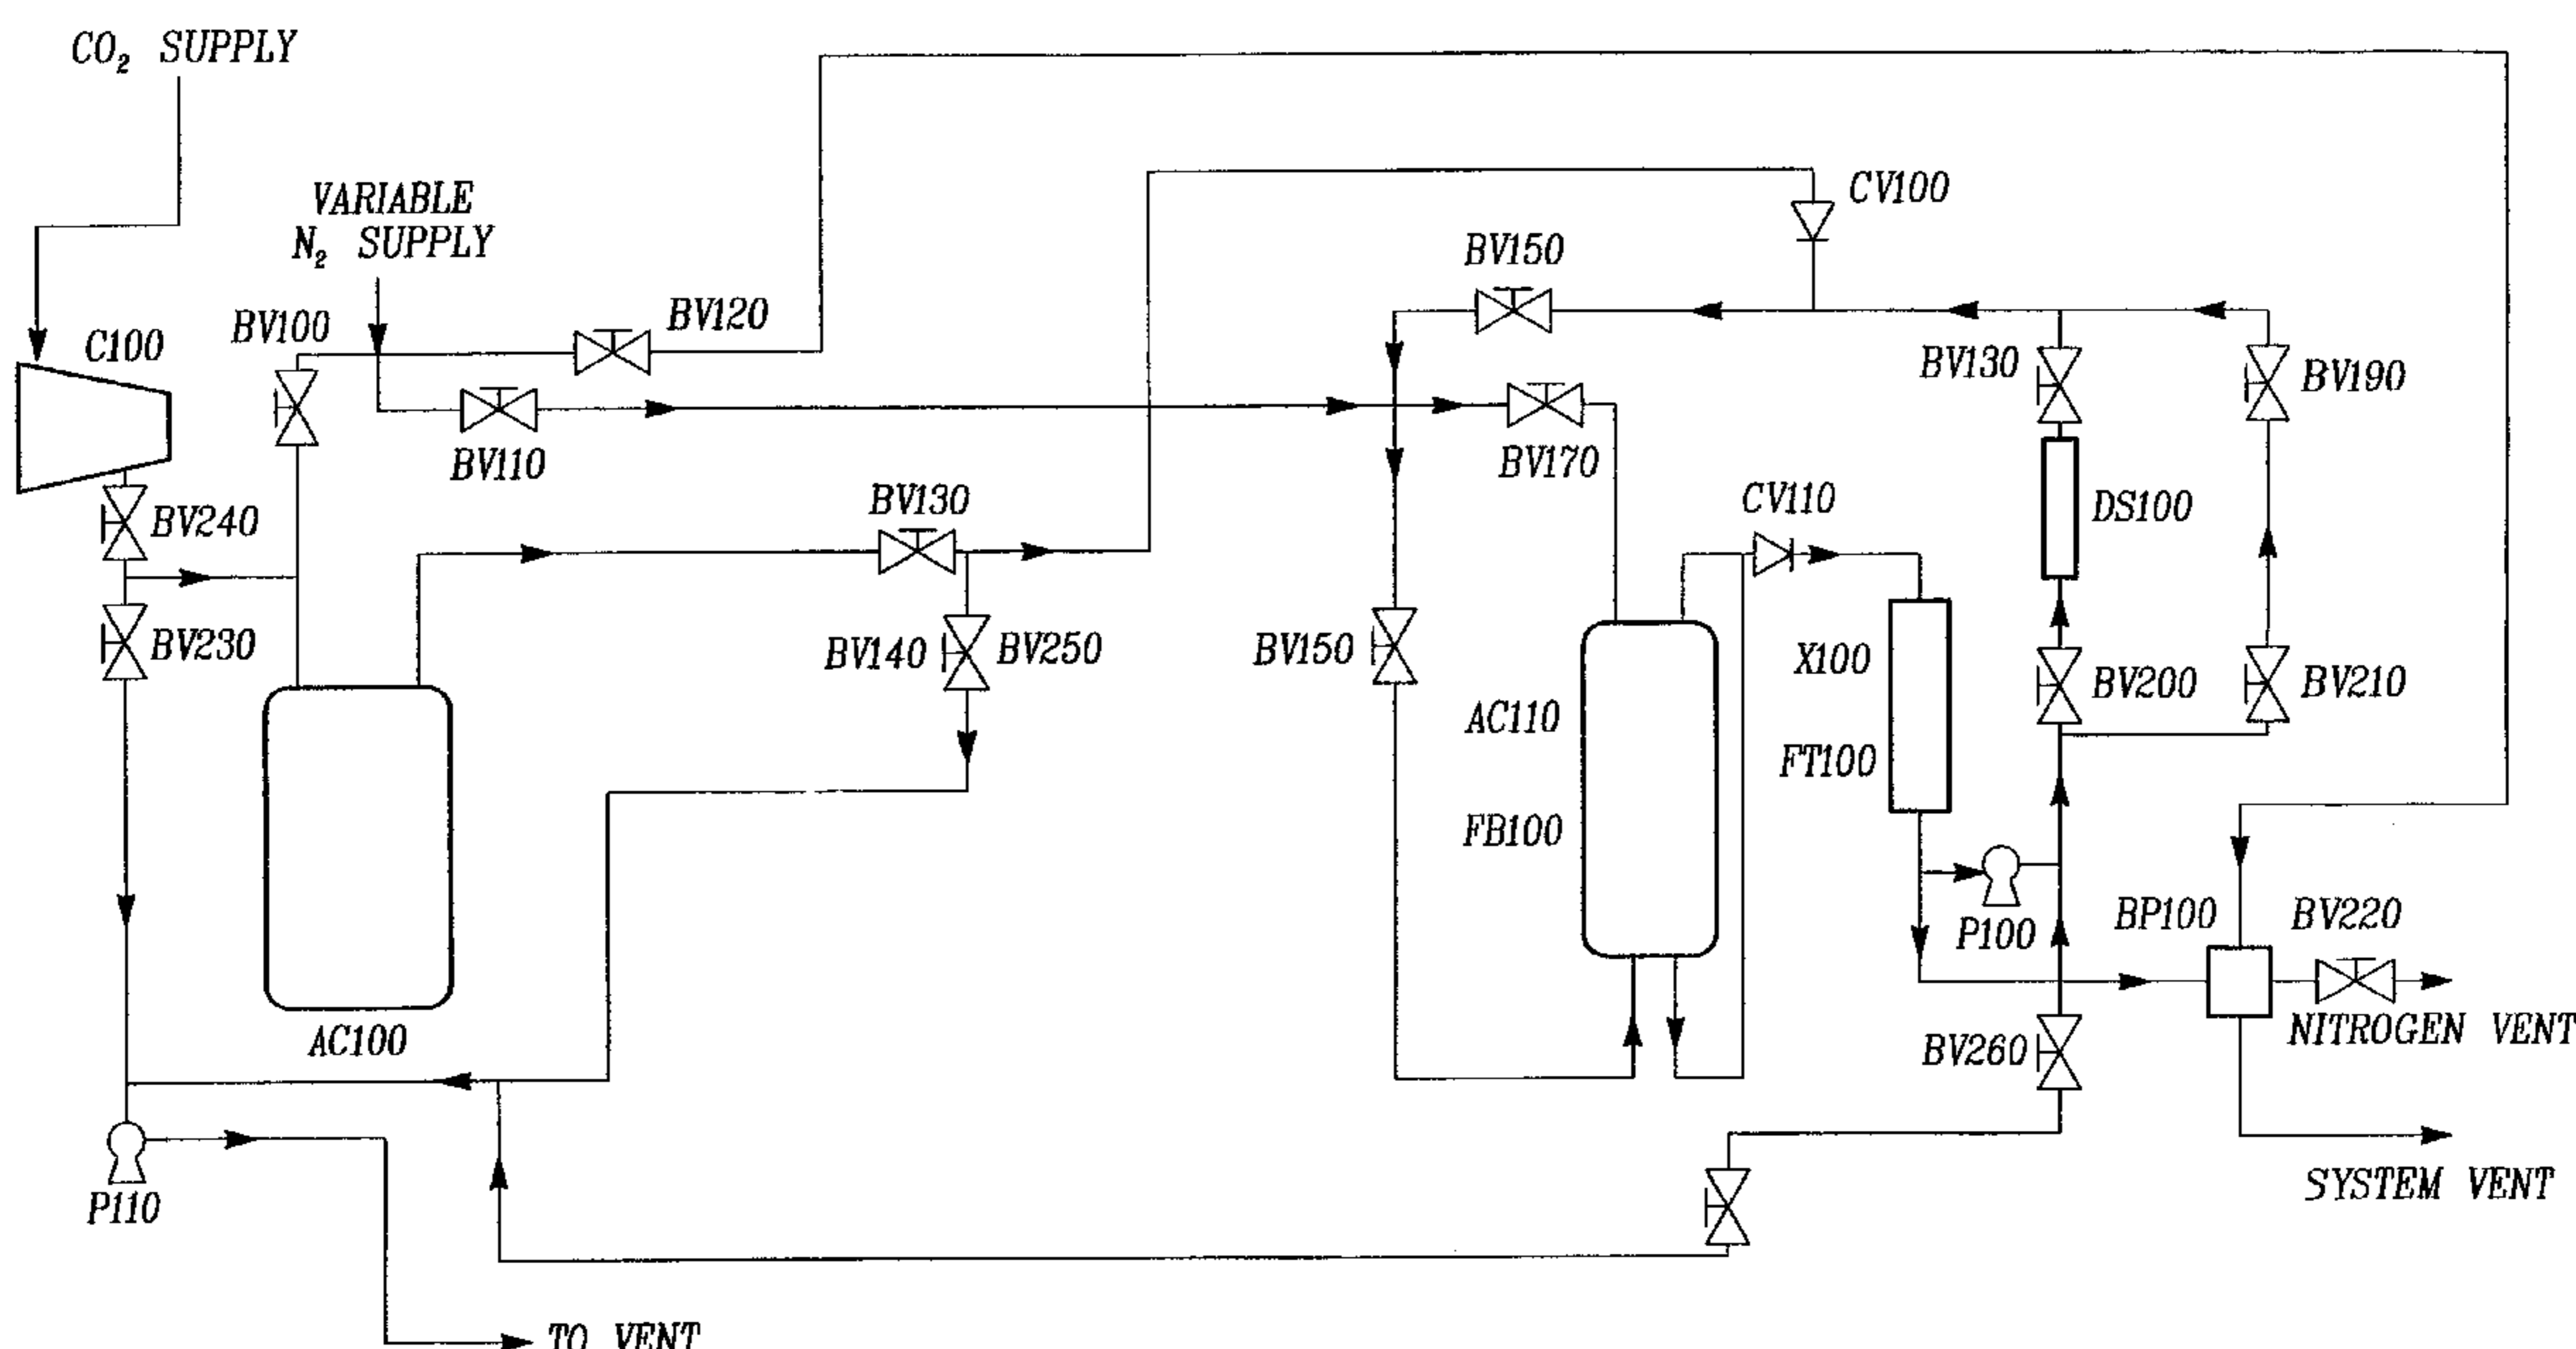 CO₂ SUPPLY
VARIABLE
N₂ SUPPLY
CV100
BV150
BV120
BV100
C100
BV130
BV190
BV110
BV170
BV130
CV110
DS100
BV240
BV230
BV140
BV250
BV150
X100
BV200
BV210
AC110
FT100
FB100
BP100
BV220
P100
NITROGEN VENT
AC100
BV260
SYSTEM VENT
P110
TO VENT